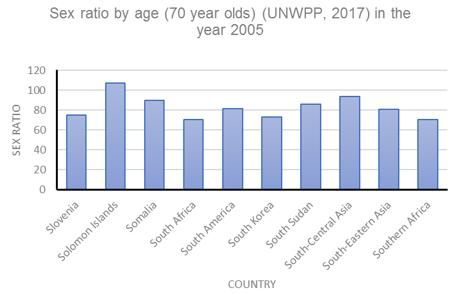 Sex ratio by age (70 year olds) (UNWPP, 2017) in the
year 2005
120
100
80
60
40
20
0
SEX RATIO
Slovenia
Solomon Islands
Somalia
South Africa
South America
South Korea
South Sudan
South-Central Asia
South-Eastern Asia
Southern Africa
COUNTRY